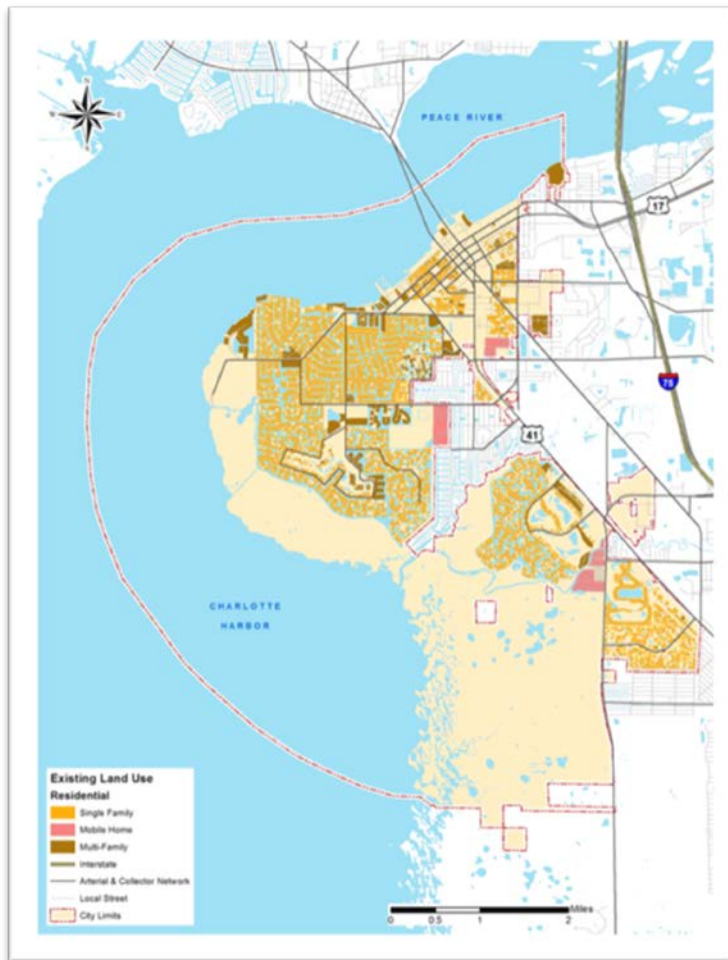 N
W
E
S
PEACE RIVER
17
75
41
CHARLOTTE
HARBOR
Existing Land Use
Residential
Single Family
Mobile Home
Multi-Family
Interstate
Arterial & Collector Network
Local Street
City Limits
Miles
0 0.5 1 2